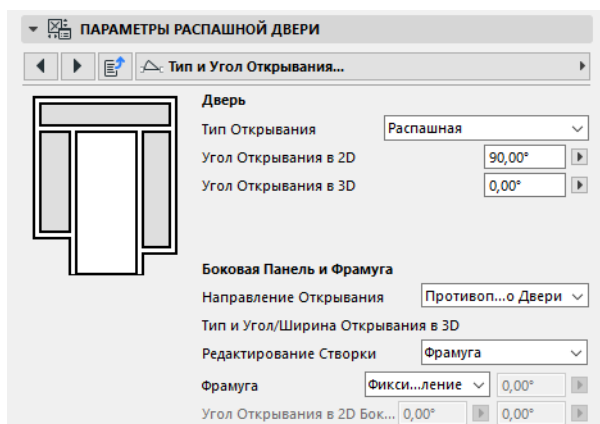 ПАРАМЕТРЫ РАСПАШНОЙ ДВЕРИ
Тип и Угол Открывания...
Дверь
Тип Открывания Распашная
Угол Открывания в 2D 90,00°
Угол Открывания в 3D 0,00°
Боковая Панель и Фрамуга
Направление Открывания Противоп...о Двери
Тип и Угол/Ширина Открывания в 3D
Редактирование Створки Фрамуга
Фрамуга Фикси...ление 0,00°
Угол Открывания в 2D Бок... 0,00° 0,00°